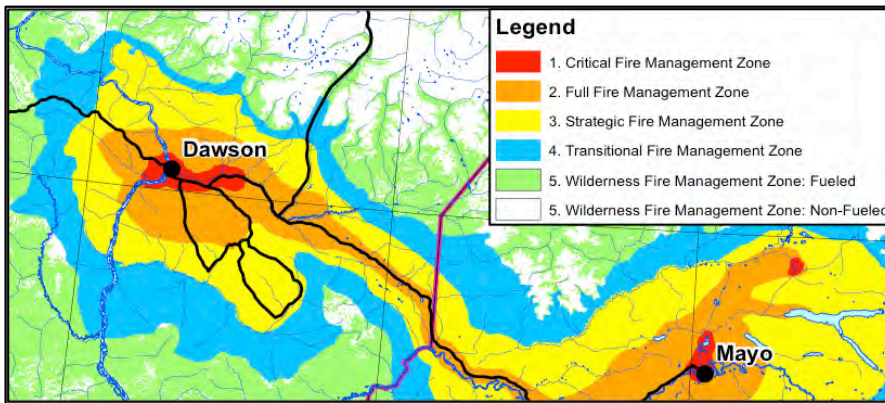 Legend
1. Critical Fire Management Zone
2. Full Fire Management Zone
3. Strategic Fire Management Zone
4. Transitional Fire Management Zone
5. Wilderness Fire Management Zone: Fueled
5. Wilderness Fire Management Zone: Non-Fueled
Dawson
Mayo